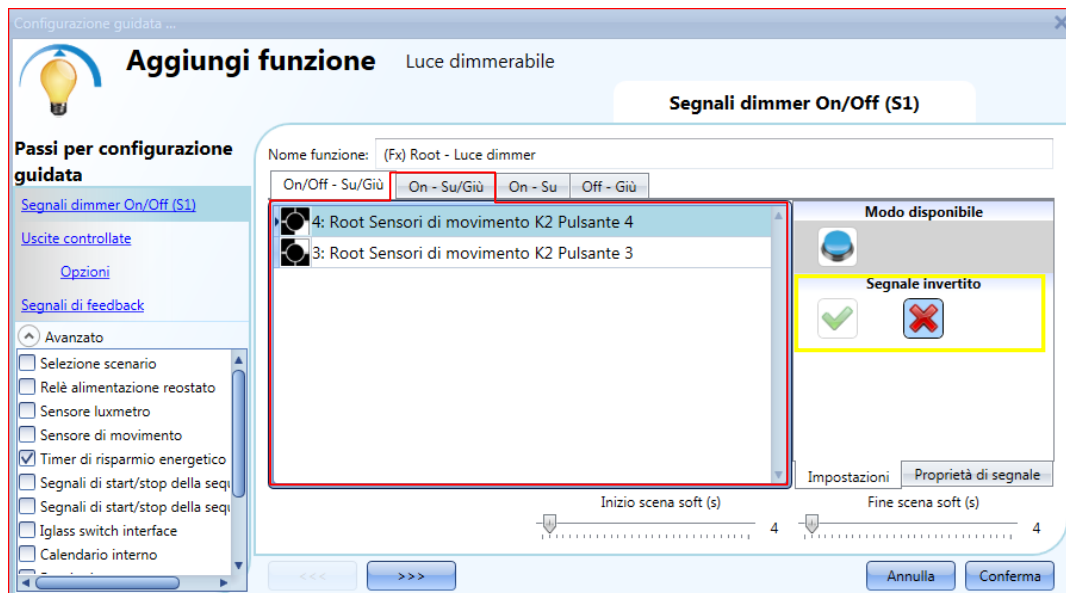 Configurazione guidata ...
Aggiungi funzione Luce dimmerabile
Segnali dimmer On/Off (S1)
Passi per configurazione
guidata
Segnali dimmer On/Off (S1)
Uscite controllate
Opzioni
Segnali di feedback
Avanzato
Selezione scenario
Relè alimentazione reostato
Sensore luxmetro
Sensore di movimento
Timer di risparmio energetico
Segnali di start/stop della sequ
Segnali di start/stop della sequ
Iglass switch interface
Calendario interno
Nome funzione: (Fx) Root - Luce dimmer
On/Off - Su/Giù On - Su/Giù On - Su Off - Giù
4: Root Sensori di movimento K2 Pulsante 4
3: Root Sensori di movimento K2 Pulsante 3
Modo disponibile
Segnale invertito
Impostazioni Proprietà di segnale
Inizio scena soft (s)
4
Fine scena soft (s)
4
<<< >>> Annulla Conferma